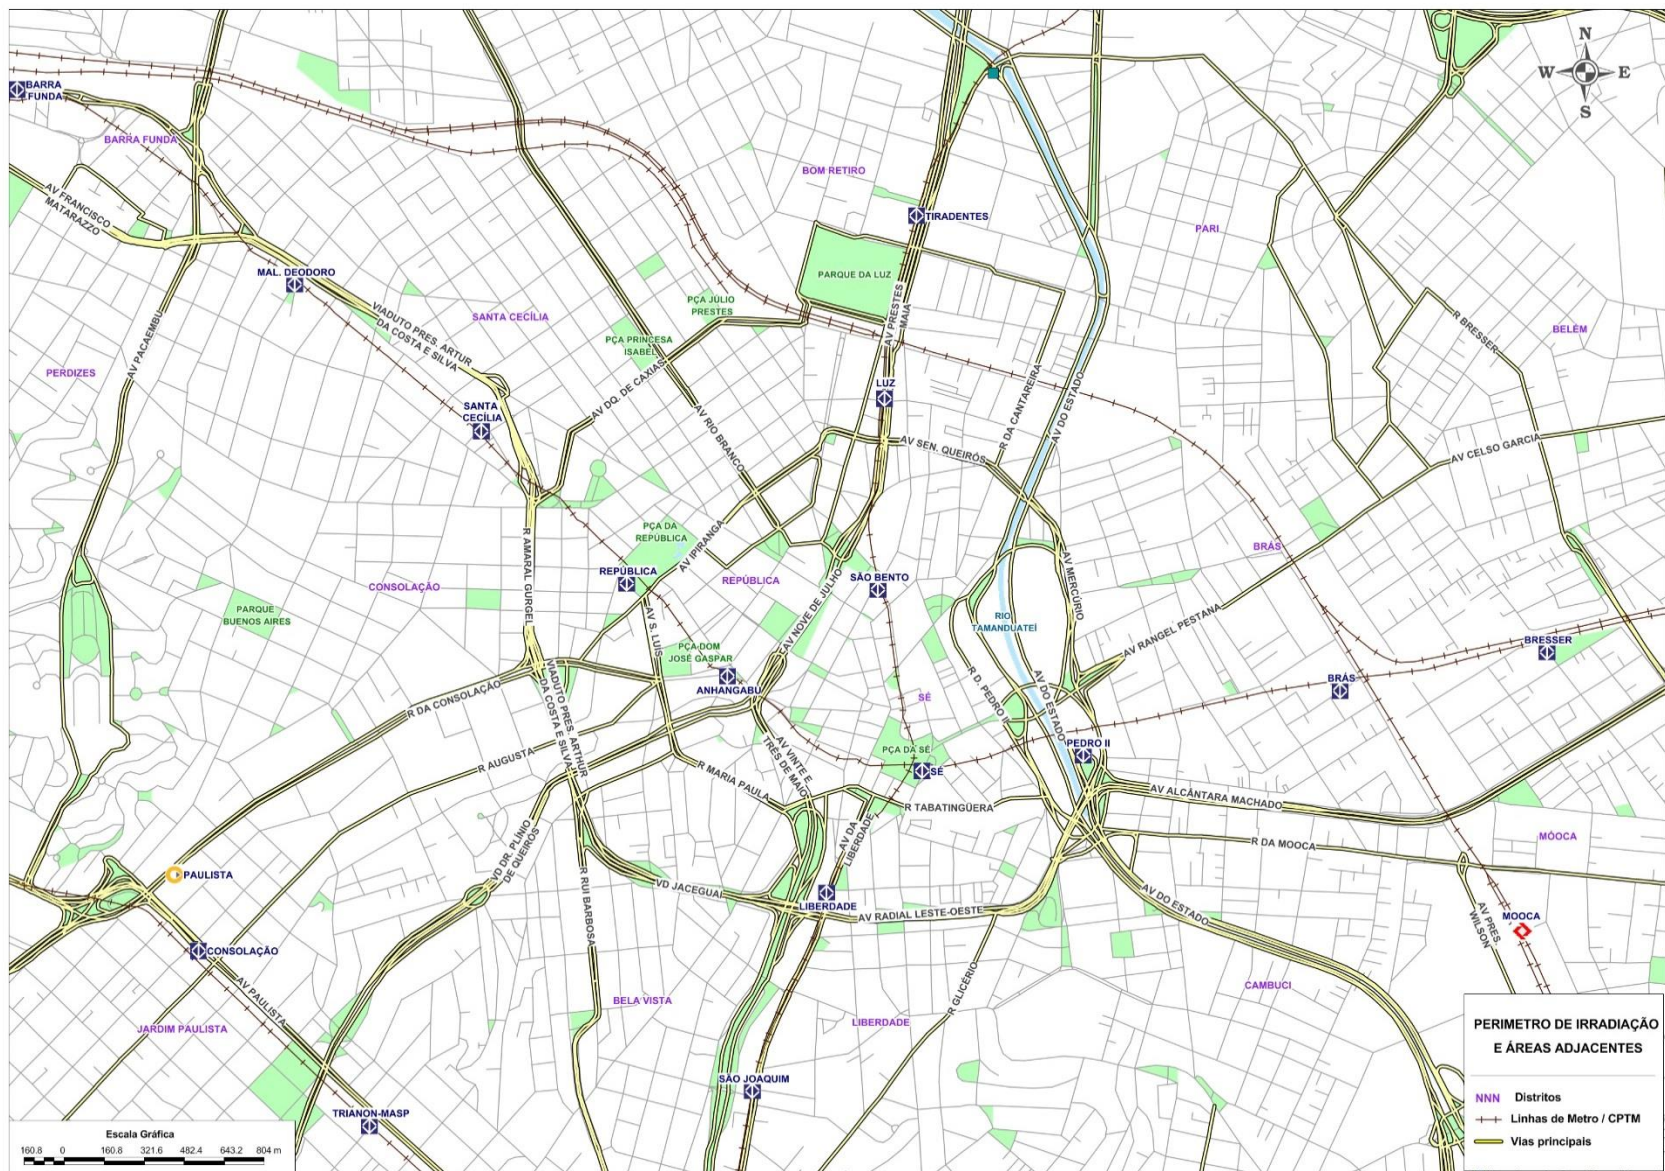 N
W
E
S
BARRA
FUNDA
BARRA FUNDA
AV FRANCISCO
MATARAZZO
BOM RETIRO
TIRADENTES
PARI
MAL. DEODORO
PARQUE DA LUZ
VIADUTO PRES. ARTUR
DA COSTA E SILVA
SANTA CECÍLIA
PÇA JÚLIO
PRESTES
AV PRESTES
MAIA
R BRESSER
BELÉM
AV PACAEMBU
PÇA PRINCESA
ISABEL
PERDIZES
AV DQ. DE CAXIAS
LUZ
R DA CANTAREIRA
AV DO ESTADO
SANTA
CECÍLIA
AV RIO BRANCO
AV SEN. QUEIRÓS
AV CELSO GARCIA
PÇA DA
REPÚBLICA
AV IPIRANGA
R AMARAL GURGEL
BRÁS
CONSOLAÇÃO
REPÚBLICA
REPÚBLICA
SÃO BENTO
AV MERCÚRIO
PARQUE
BUENOS AIRES
AV S. LUIS
AV NOVE DE JULHO
RIO
TAMANDUATEÍ
AV RANGEL PESTANA
BRESSER
PÇA DOM
JOSÉ GASPAR
ANHANGABÚ
BRÁS
R DA CONSOLAÇÃO
VIADUTO PRES. ARTHUR
DA COSTA E SILVA
SÉ
R D. PEDRO II
AV DO ESTADO
R AUGUSTA
PÇA DA SÉ
SÉ
PEDRO II
AV VINTE E
TRÊS DE MAIO
R MARIA PAULA
R TABATINGÜERA
AV ALCÂNTARA MACHADO
VD DR. PLÍNIO
DE QUEIRÓS
AV DA
LIBERDADE
R DA MOOCA
MÓOCA
PAULISTA
R RUI BARBOSA
VD JACEGUAI
LIBERDADE
AV RADIAL LESTE-OESTE
AV DO ESTADO
AV PRES.
WILSON
MOOCA
CONSOLAÇÃO
AV PAULISTA
R GLICÉRIO
CAMBUCI
BELA VISTA
JARDIM PAULISTA
LIBERDADE
SÃO JOAQUIM
TRIANON-MASP
PERIMETRO DE IRRADIAÇÃO
E ÁREAS ADJACENTES
NNN Distritos
Linhas de Metro / CPTM
Vias principais
Escala Gráfica
160.8 0 160.8 321.6 482.4 643.2 804 m